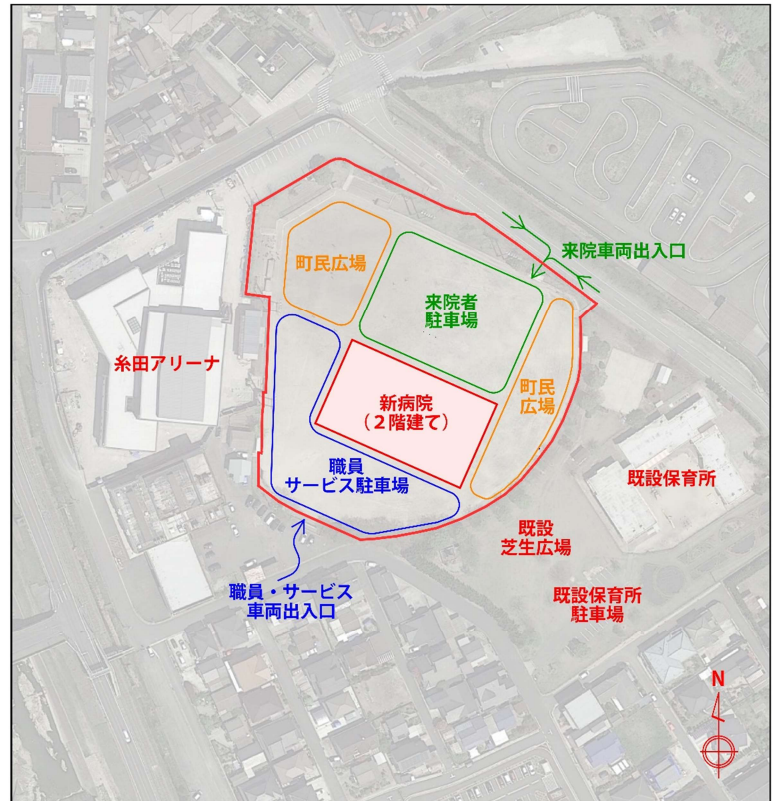 町民広場
来院車両出入口
来院者
駐車場
糸田アリーナ
町民
広場
新病院
（２階建て）
職員
サービス駐車場
既設保育所
既設
芝生広場
職員・サービス
車両出入口
既設保育所
駐車場
N